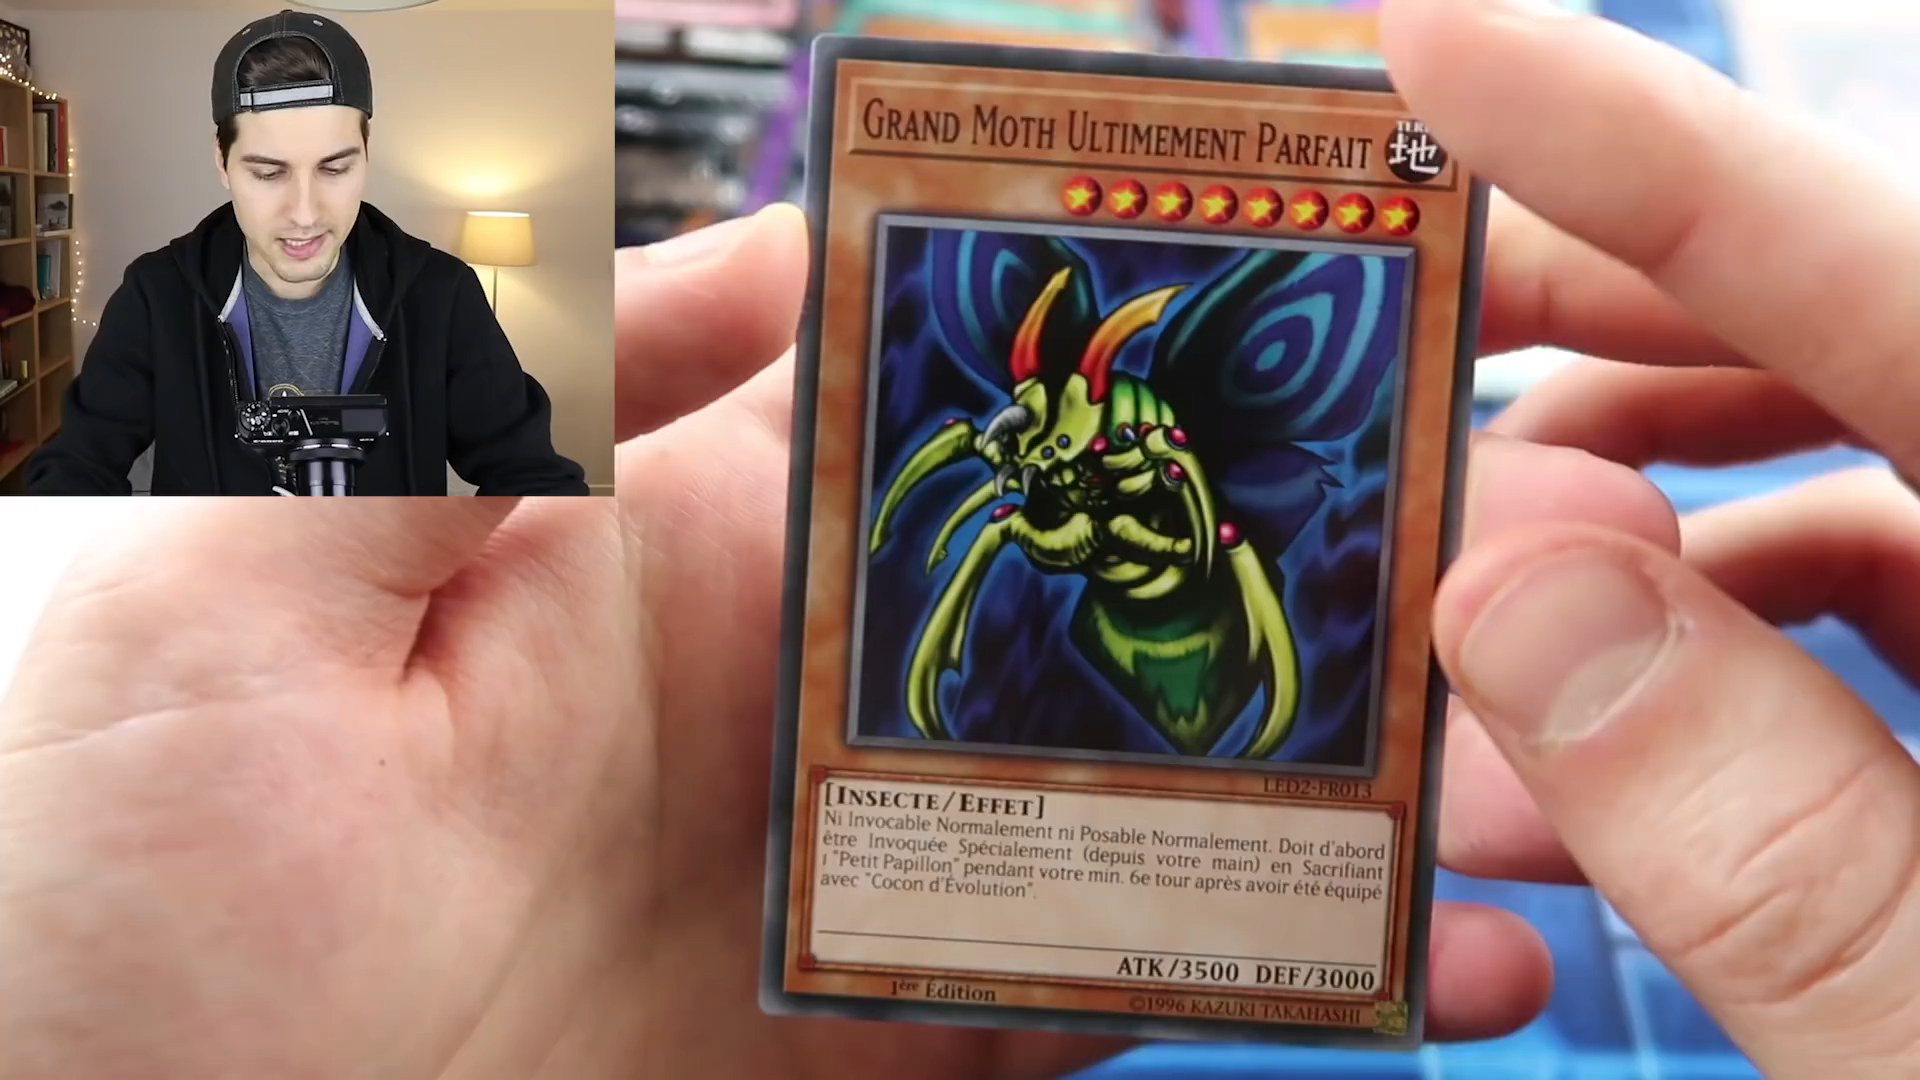 GRAND MOTH ULTIMEMENT PARFAIT
地
LED2-FR013
[INSECTE/EFFET]
Ni Invocable Normalement ni Posable Normalement. Doit d'abord
être Invoquée Spécialement (depuis votre main) en Sacrifiant
1 "Petit Papillon" pendant votre min. 6e tour après avoir été équipé
avec "Cocon d'Évolution".
ATK/3500 DEF/3000
1ère Édition
©1996 KAZUKI TAKAHASHI